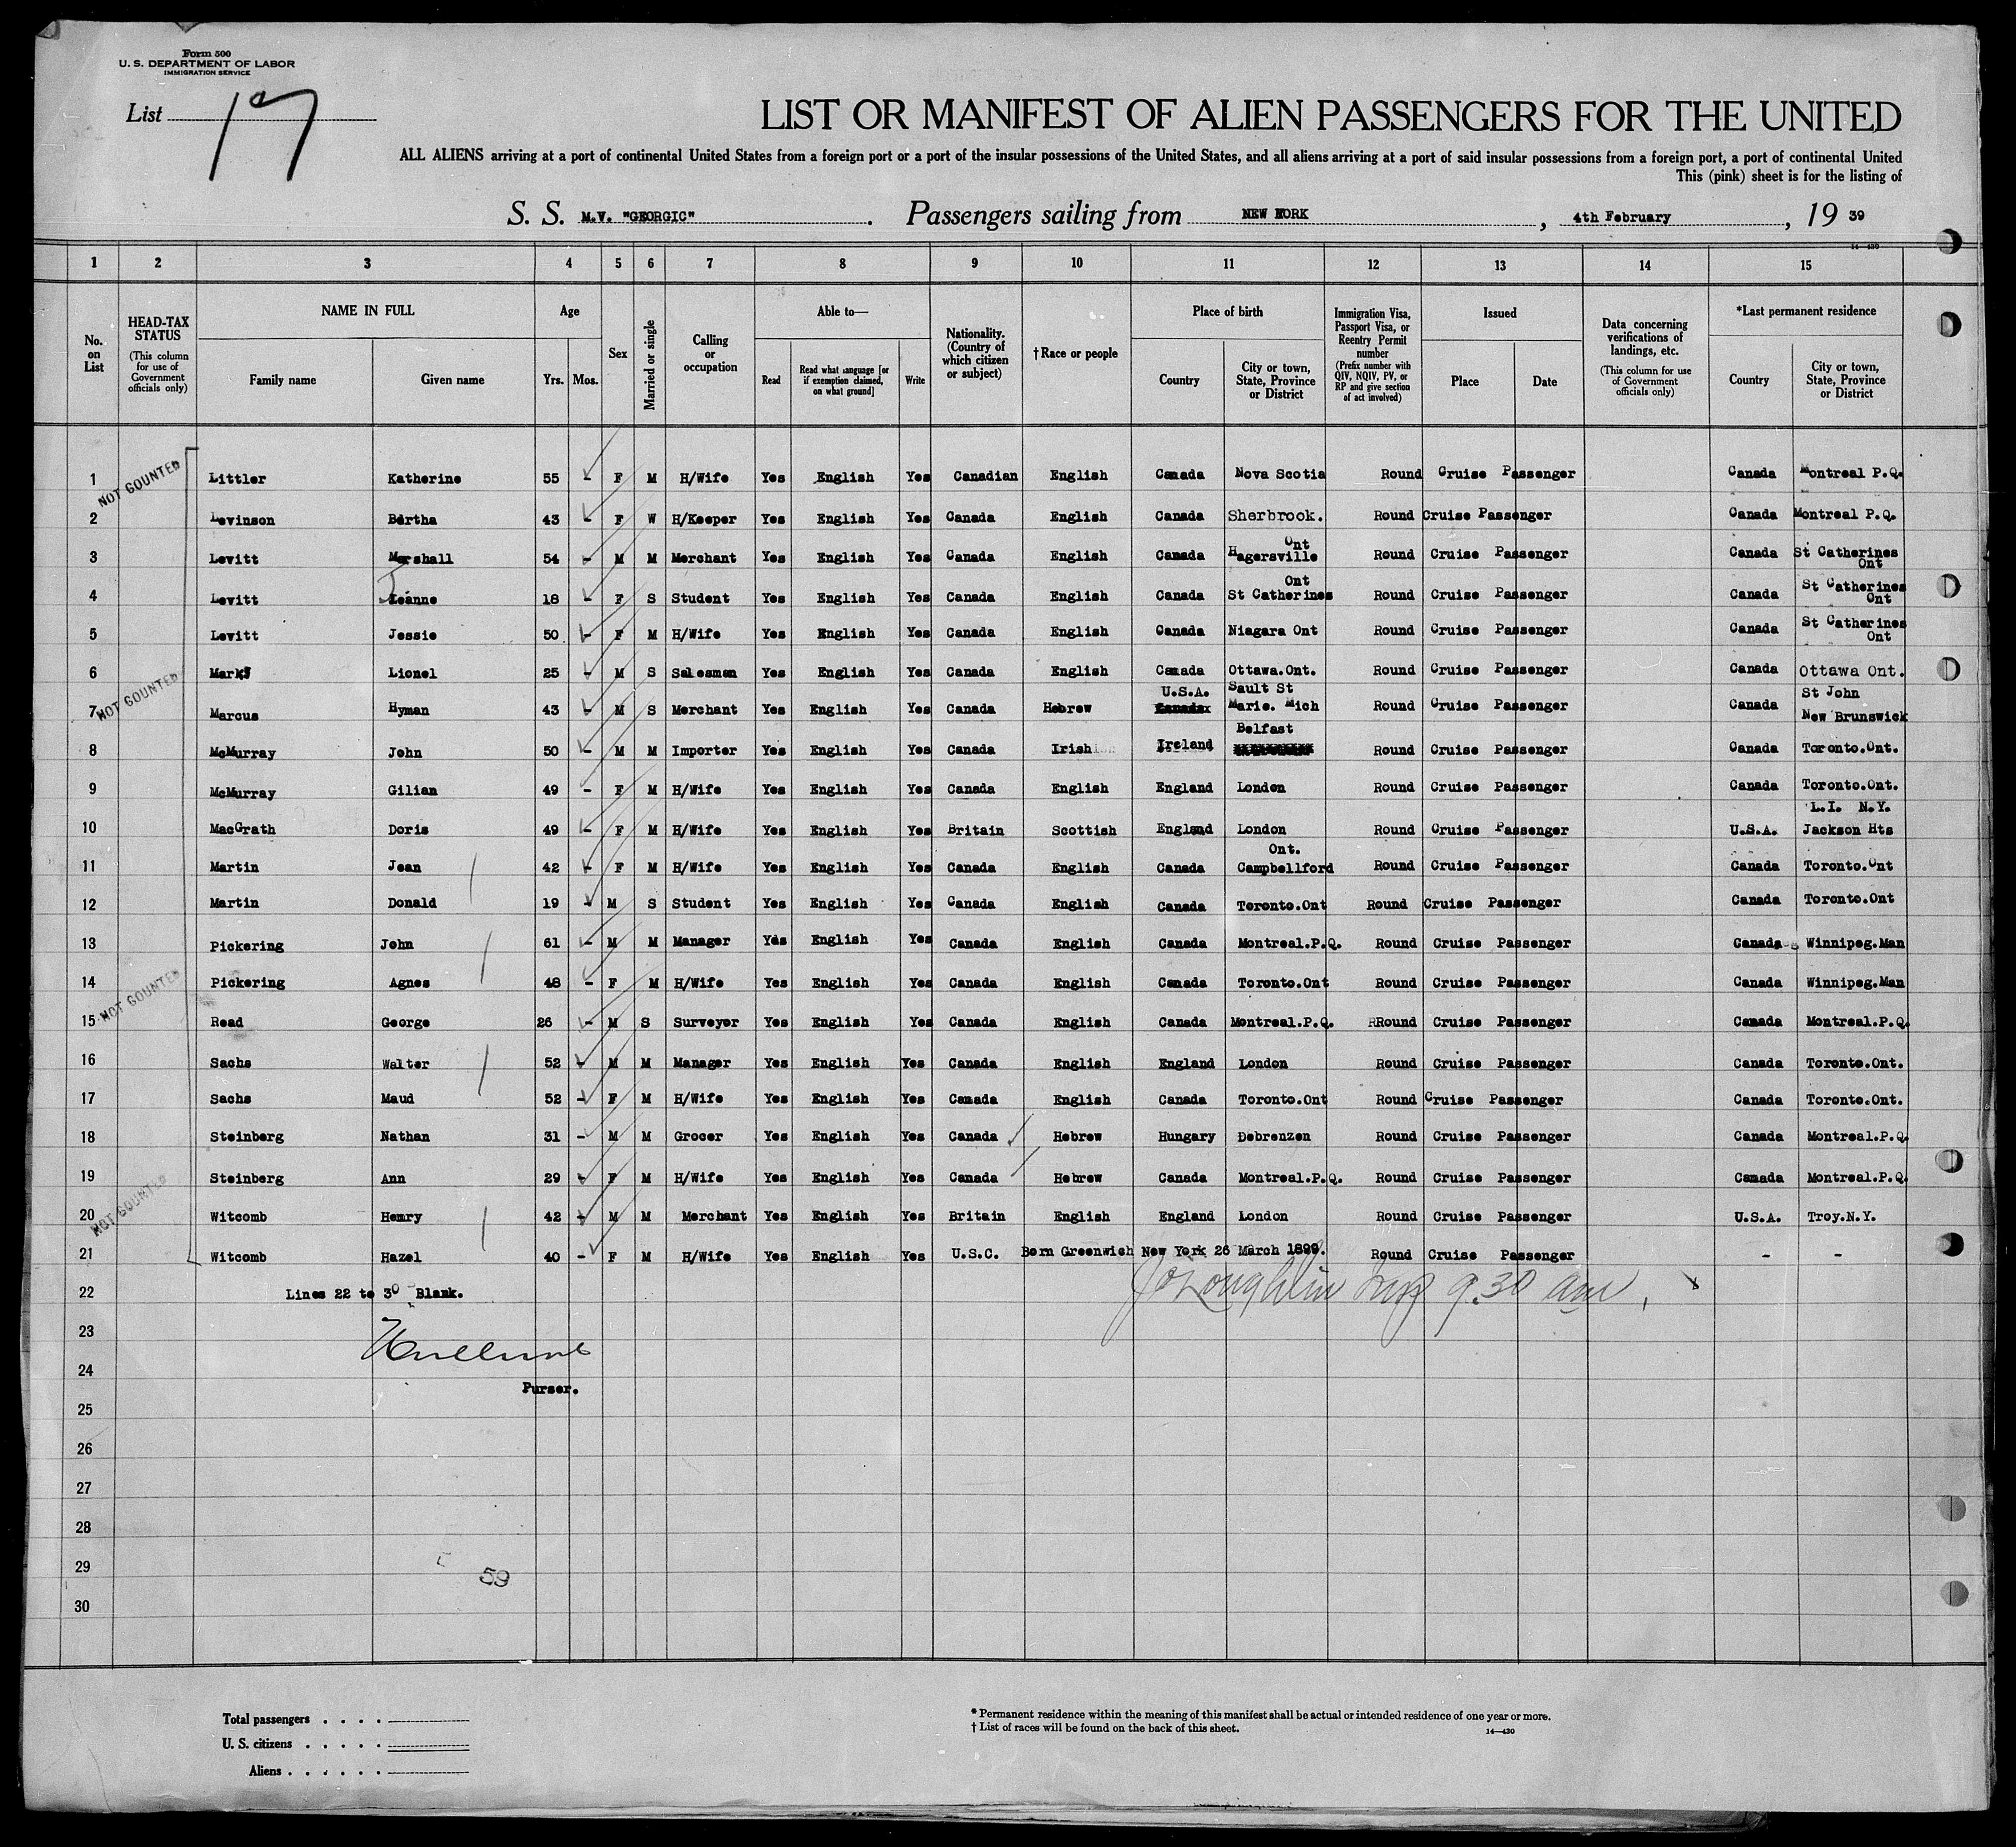 Form 500
U. S. DEPARTMENT OF LABOR
IMMIGRATION SERVICE
List 17
LIST OR MANIFEST OF ALIEN PASSENGERS FOR THE UNITED
ALL ALIENS arriving at a port of continental United States from a foreign port or a port of the insular possessions of the United States, and all aliens arriving at a port of said insular possessions from a foreign port, a port of continental United
This (pink) sheet is for the listing of
S. S. M.V. "GEORGIC". Passengers sailing from NEW YORK, 4th February, 19 39
14—430
1 2 3 4 5 6 7 8 9 10 11 12 13 14 15
No. on List
HEAD-TAX STATUS
(This column for use of Government officials only)
NAME IN FULL
Family name Given name
Age
Yrs. Mos.
Sex
Married or single
Calling or occupation
Able to—
Read
Read what language [or if exemption claimed, on what ground]
Write
Nationality. (Country of which citizen or subject)
†Race or people
Place of birth
Country
City or town, State, Province or District
Immigration Visa, Passport Visa, or Reentry Permit number
(Prefix number with QIV, NQIV, PV, or RP and give section of act involved)
Issued
Place Date
Data concerning verifications of landings, etc.
(This column for use of Government officials only)
*Last permanent residence
Country
City or town, State, Province or District
NOT COUNTED
1 Littler Katherine 55 - F M H/Wife Yes English Yes Canadian English Canada Nova Scotia Round Cruise Passenger Canada Montreal P.Q.
2 Levinson Bertha 43 - F W H/Keeper Yes English Yes Canada English Canada Sherbrook. Round Cruise Passenger Canada Montreal P.Q.
3 Levitt Marshall 54 - M M Merchant Yes English Yes Canada English Canada Hagersville Ont Round Cruise Passenger Canada St Catherines Ont
4 Levitt Jeanne 18 - F S Student Yes English Yes Canada English Canada St Catherines Ont Round Cruise Passenger Canada St Catherines Ont
5 Levitt Jessie 50 - F M H/Wife Yes English Yes Canada English Canada Niagara Ont Round Cruise Passenger Canada St Catherines Ont
6 Marks Lionel 25 - M S Salesman Yes English Yes Canada English Canada Ottawa.Ont. Round Cruise Passenger Canada Ottawa Ont.
NOT COUNTED
7 Marcus Hyman 43 - M S Merchant Yes English Yes Canada Hebrew U.S.A. Canada Sault St Marie. Mich Round Cruise Passenger Canada St John New Brunswick
8 McMurray John 50 - M M Importer Yes English Yes Canada Irish Ireland Belfast Round Cruise Passenger Canada Toronto.Ont.
9 McMurray Gilian 49 - F M H/Wife Yes English Yes Canada English England London Round Cruise Passenger Canada Toronto.Ont.
10 MacGrath Doris 49 - F M H/Wife Yes English Yes Britain Scottish England London Round Cruise Passenger U.S.A. L.I. N.Y. Jackson Hts
11 Martin Jean 42 - F M H/Wife Yes English Yes Canada English Canada Ont. Campbellford Round Cruise Passenger Canada Toronto.Ont
12 Martin Donald 19 - M S Student Yes English Yes Canada English Canada Toronto.Ont Round Cruise Passenger Canada Toronto.Ont
13 Pickering John 61 - M M Manager Yes English Yes Canada English Canada Montreal.P.Q. Round Cruise Passenger Canada Winnipeg.Man
14 Pickering Agnes 48 - F M H/Wife Yes English Yes Canada English Canada Toronto.Ont Round Cruise Passenger Canada Winnipeg.Man
NOT COUNTED
15 Read George 26 - M S Surveyer Yes English Yes Canada English Canada Montreal.P.Q. RRound Cruise Passenger Canada Montreal.P.Q.
16 Sachs Walter 52 - M M Manager Yes English Yes Canada English England London Round Cruise Passenger Canada Toronto.Ont.
17 Sachs Maud 52 - F M H/Wife Yes English Yes Canada English Canada Toronto.Ont Round Cruise Passenger Canada Toronto.Ont.
18 Steinberg Nathan 31 - M M Grocer Yes English Yes Canada Hebrew Hungary Debrenzen Round Cruise Passenger Canada Montreal.P.Q.
19 Steinberg Ann 29 - F M H/Wife Yes English Yes Canada Hebrew Canada Montreal.P.Q. Round Cruise Passenger Canada Montreal.P.Q.
NOT COUNTED
20 Witcomb Henry 42 - M M Merchant Yes English Yes Britain English England London Round Cruise Passenger U.S.A. Troy.N.Y.
21 Witcomb Hazel 40 - F M H/Wife Yes English Yes U.S.C. Born Greenwich New York 26 March 1899. Round Cruise Passenger - -
22 Lines 22 to 30 Blank. J O'Loughlin Insp 9.30 am
23
24
Purser.
25
26
27
28
29
59
30
Total passengers . . . .
U. S. citizens . . . . .
Aliens . . . . . .
* Permanent residence within the meaning of this manifest shall be actual or intended residence of one year or more.
† List of races will be found on the back of this sheet.
14—430